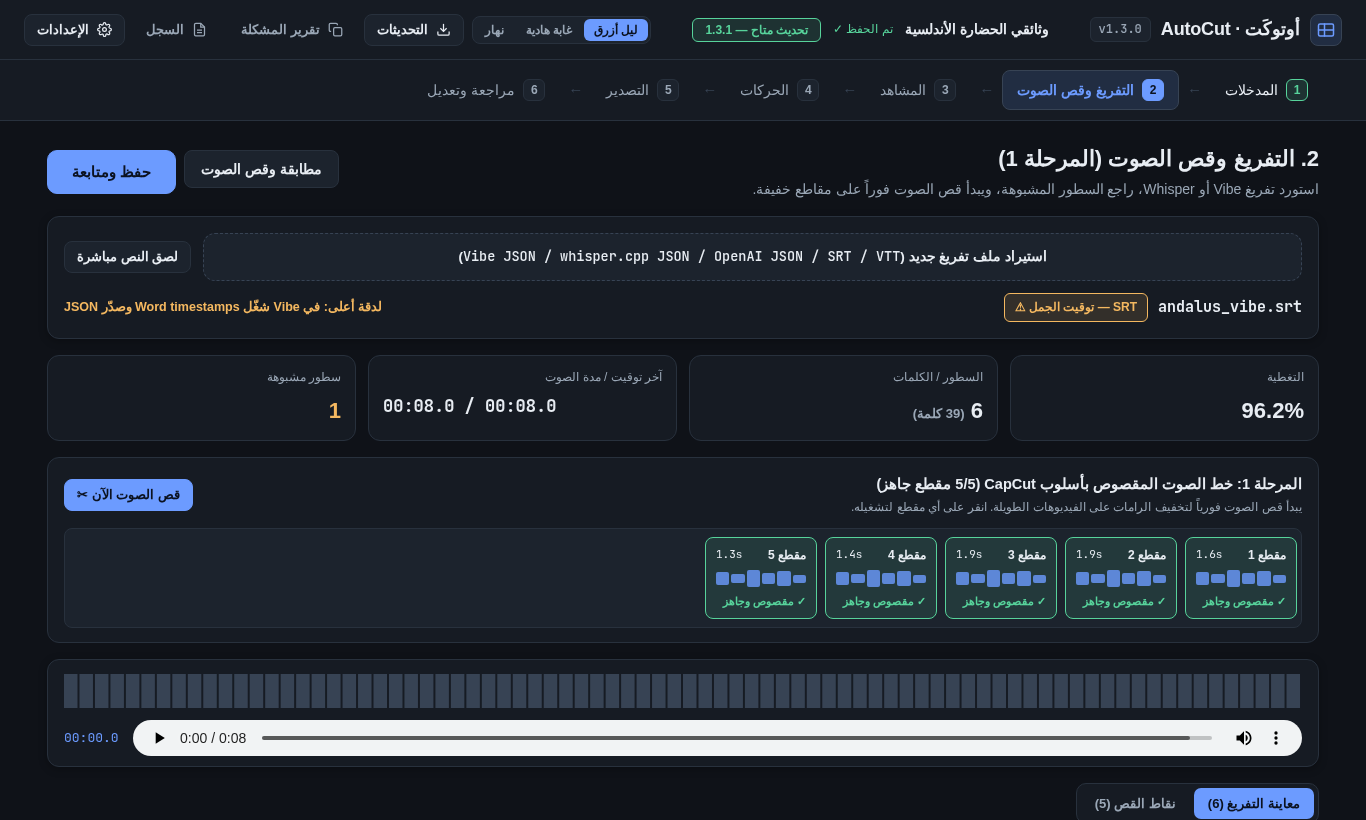 أوتوكَت · AutoCut v1.3.0 وثائقي الحضارة الأندلسية تم الحفظ ✓ تحديث متاح — 1.3.1 ليل أزرق غابة هادية نهار التحديثات تقرير المشكلة السجل الإعدادات
1 المدخلات ← 2 التفريغ وقص الصوت ← 3 المشاهد ← 4 الحركات ← 5 التصدير ← 6 مراجعة وتعديل
2. التفريغ وقص الصوت (المرحلة 1) مطابقة وقص الصوت حفظ ومتابعة
استورد تفريغ Vibe أو Whisper، راجع السطور المشبوهة، ويبدأ قص الصوت فوراً على مقاطع خفيفة.
استيراد ملف تفريغ جديد (Vibe JSON / whisper.cpp JSON / OpenAI JSON / SRT / VTT) لصق النص مباشرة
andalus_vibe.srt SRT — توقيت الجمل ⚠ لدقة أعلى: في Vibe شغّل Word timestamps وصدّر JSON
التغطية السطور / الكلمات آخر توقيت / مدة الصوت سطور مشبوهة
96.2% 6 (39 كلمة) 00:08.0 / 00:08.0 1
المرحلة 1: خط الصوت المقصوص بأسلوب CapCut (5/5 مقطع جاهز) قص الصوت الآن ✂
يبدأ قص الصوت فورياً لتخفيف الرامات على الفيديوهات الطويلة. انقر على أي مقطع لتشغيله.
مقطع 1 1.6s مقطع 2 1.9s مقطع 3 1.9s مقطع 4 1.4s مقطع 5 1.3s
✓ مقصوص وجاهز ✓ مقصوص وجاهز ✓ مقصوص وجاهز ✓ مقصوص وجاهز ✓ مقصوص وجاهز
00:00.0 0:00 / 0:08
معاينة التفريغ (6) نقاط القص (5)